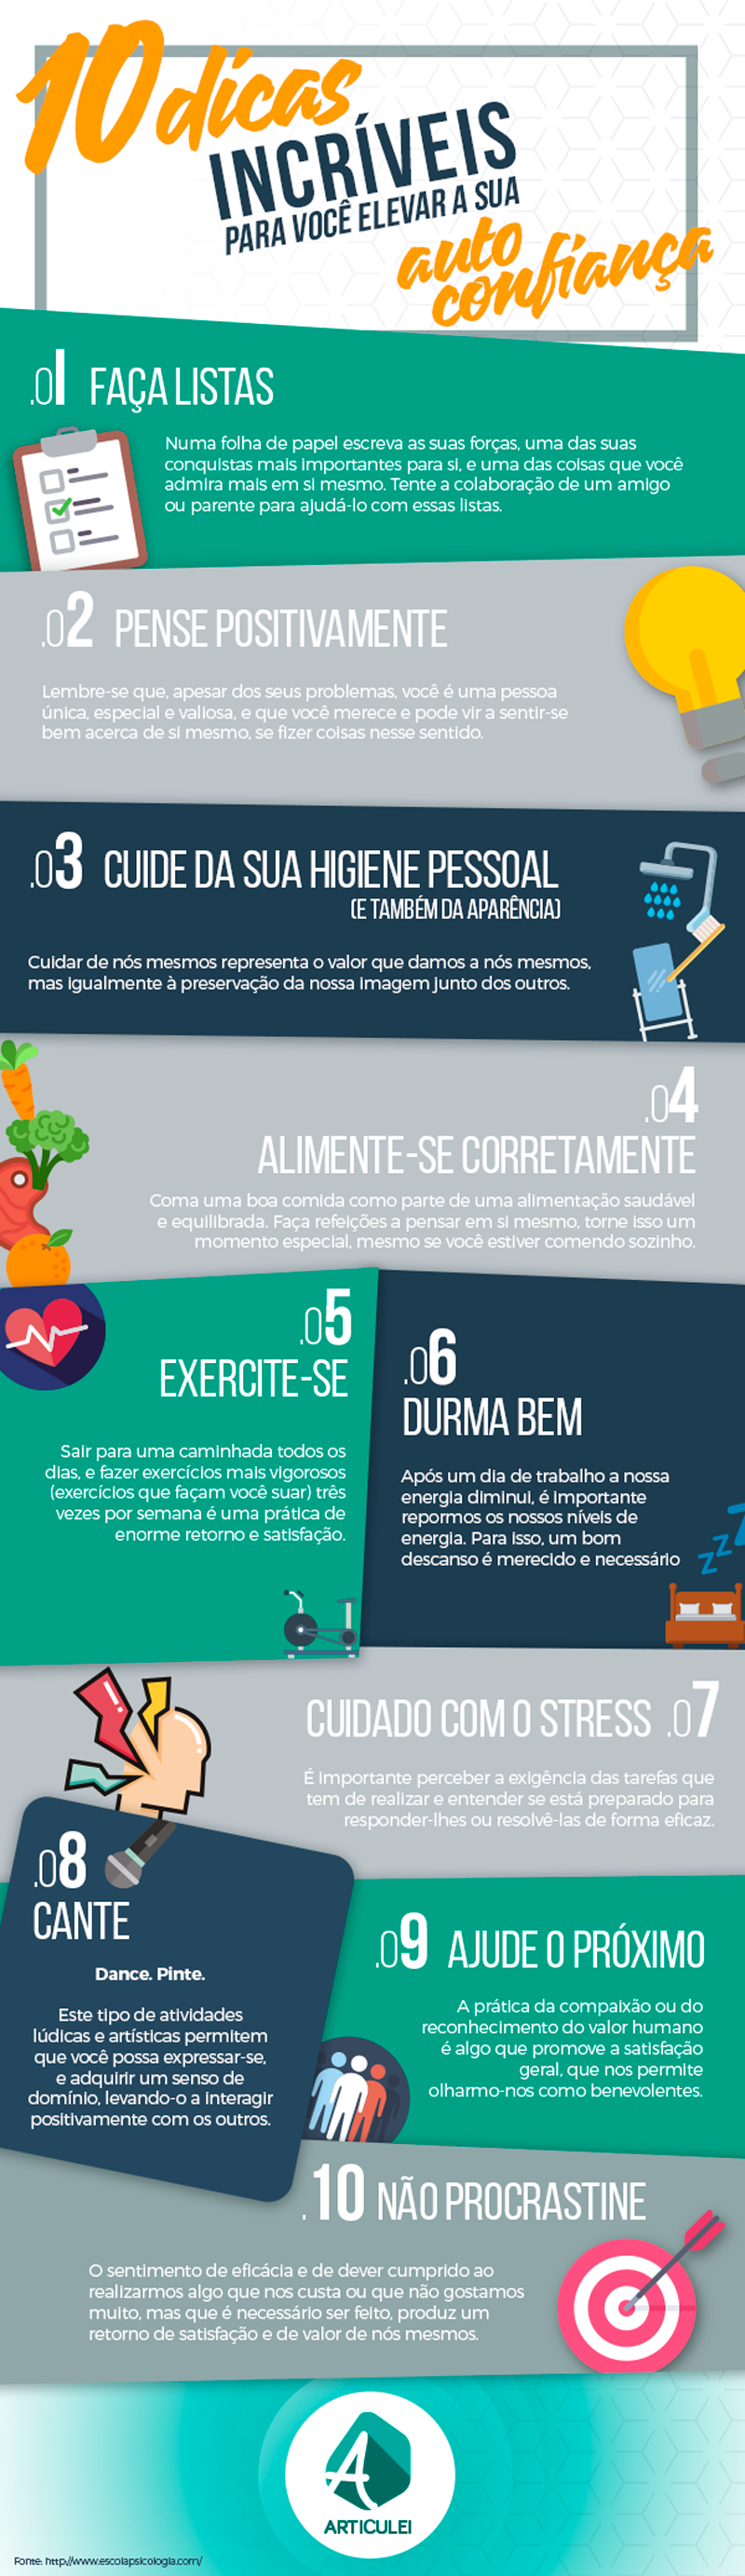 10 dicas
INCRÍVEIS
PARA VOCÊ ELEVAR A SUA
auto
confiança
.01 FAÇA LISTAS
Numa folha de papel escreva as suas forças, uma das suas
conquistas mais importantes para si, e uma das coisas que você
admira mais em si mesmo. Tente a colaboração de um amigo
ou parente para ajudá-lo com essas listas.
.02 PENSE POSITIVAMENTE
Lembre-se que, apesar dos seus problemas, você é uma pessoa
única, especial e valiosa, e que você merece e pode vir a sentir-se
bem acerca de si mesmo, se fizer coisas nesse sentido.
.03 CUIDE DA SUA HIGIENE PESSOAL
(E TAMBÉM DA APARÊNCIA)
Cuidar de nós mesmos representa o valor que damos a nós mesmos,
mas igualmente à preservação da nossa imagem junto dos outros.
.04
ALIMENTE-SE CORRETAMENTE
Coma uma boa comida como parte de uma alimentação saudável
e equilibrada. Faça refeições a pensar em si mesmo, torne isso um
momento especial, mesmo se você estiver comendo sozinho.
.05
EXERCITE-SE
Sair para uma caminhada todos os
dias, e fazer exercícios mais vigorosos
(exercícios que façam você suar) três
vezes por semana é uma prática de
enorme retorno e satisfação.
.06
DURMA BEM
Após um dia de trabalho a nossa
energia diminui, é importante
repormos os nossos níveis de
energia. Para isso, um bom
descanso é merecido e necessário
ZZZ
CUIDADO COM O STRESS .07
É importante perceber a exigência das tarefas que
tem de realizar e entender se está preparado para
responder-lhes ou resolvê-las de forma eficaz.
.08
CANTE
Dance. Pinte.
Este tipo de atividades
lúdicas e artísticas permitem
que você possa expressar-se,
e adquirir um senso de
domínio, levando-o a interagir
positivamente com os outros.
.09 AJUDE O PRÓXIMO
A prática da compaixão ou do
reconhecimento do valor humano
é algo que promove a satisfação
geral, que nos permite
olharmo-nos como benevolentes.
.10 NÃO PROCRASTINE
O sentimento de eficácia e de dever cumprido ao
realizarmos algo que nos custa ou que não gostamos
muito, mas que é necessário ser feito, produz um
retorno de satisfação e de valor de nós mesmos.
A
ARTICULEI
Fonte: http://www.escolapsicologia.com/